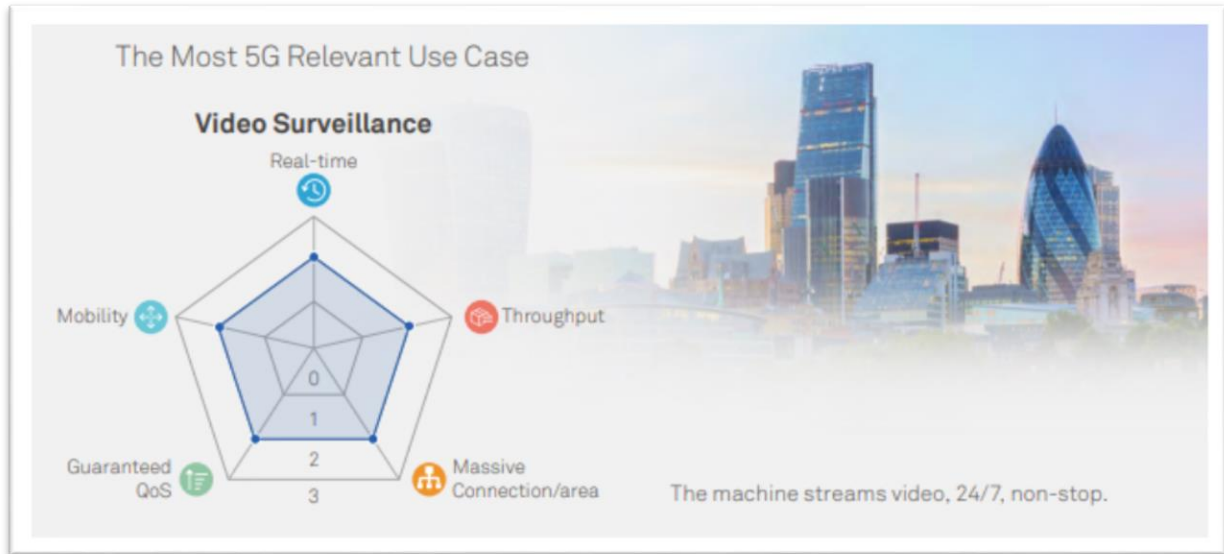 The Most 5G Relevant Use Case
Video Surveillance
Real-time
Mobility
Throughput
0
1
2
3
Guaranteed
QoS
Massive
Connection/area
The machine streams video, 24/7, non-stop.